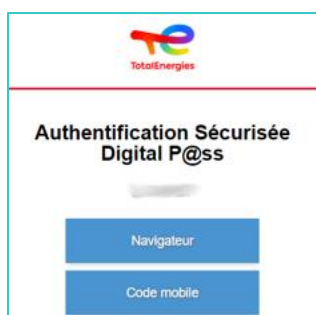 TotalEnergies
Authentification Sécurisée
Digital P@ss
Navigateur
Code mobile